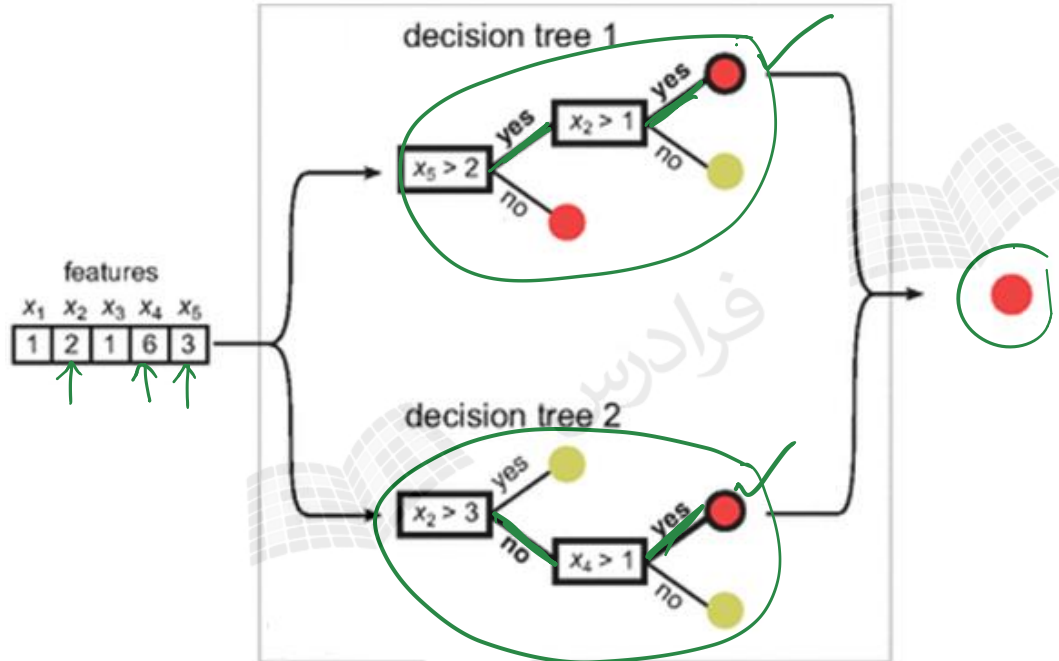 decision tree 1
yes
x₂ > 1
yes
no
x₅ > 2
no
features
x₁ x₂ x₃ x₄ x₅
1 2 1 6 3
فرادرس
decision tree 2
yes
x₂ > 3
no
yes
x₄ > 1
no